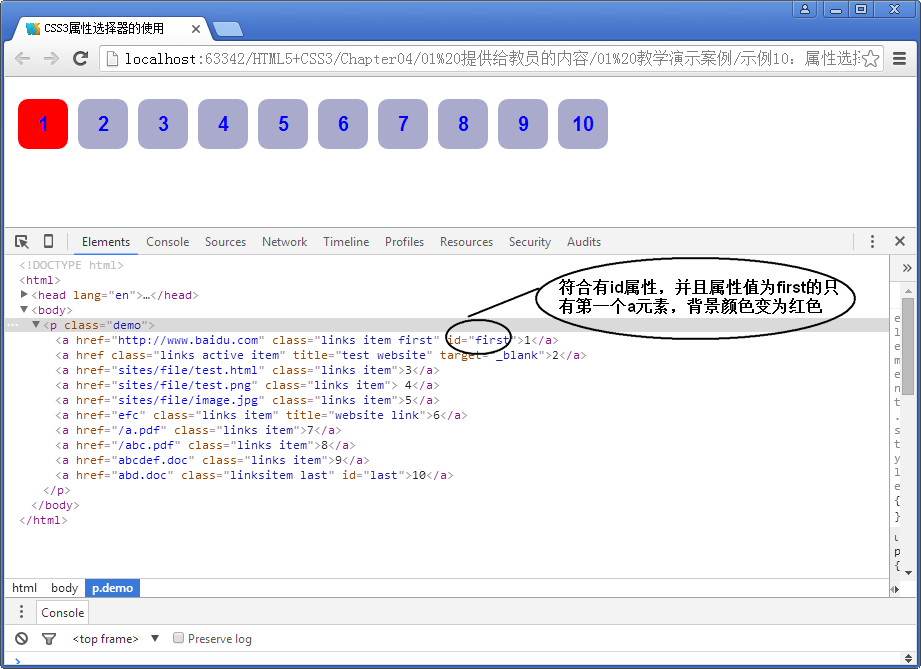 CSS3属性选择器的使用
localhost:63342/HTML5+CSS3/Chapter04/01%20提供给教员的内容/01%20教学演示案例/示例10：属性选择
1 2 3 4 5 6 7 8 9 10
Elements Console Sources Network Timeline Profiles Resources Security Audits
<!DOCTYPE html>
<html>
<head lang="en">…</head>
<body>
<p class="demo">
<a href="http://www.baidu.com" class="links item first" id="first">1</a>
<a href class="links active item" title="test website" target="_blank">2</a>
<a href="sites/file/test.html" class="links item">3</a>
<a href="sites/file/test.png" class="links item"> 4</a>
<a href="sites/file/image.jpg" class="links item">5</a>
<a href="efc" class="links item" title="website link">6</a>
<a href="/a.pdf" class="links item">7</a>
<a href="/abc.pdf" class="links item">8</a>
<a href="abcdef.doc" class="links item">9</a>
<a href="abd.doc" class="linksitem last" id="last">10</a>
</p>
</body>
</html>
符合有id属性，并且属性值为first的只
有第一个a元素，背景颜色变为红色
element.style
{
}
p
{
html body p.demo
Console
<top frame> Preserve log